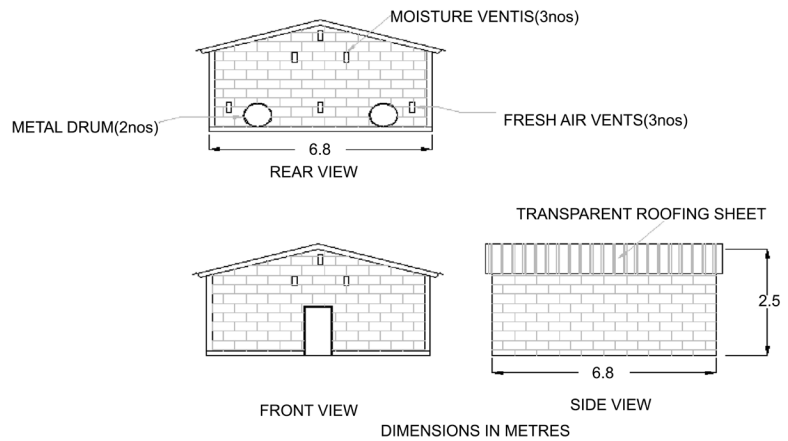 MOISTURE VENTIS(3nos)
METAL DRUM(2nos)
FRESH AIR VENTS(3nos)
6.8
REAR VIEW
TRANSPARENT ROOFING SHEET
2.5
6.8
FRONT VIEW
SIDE VIEW
DIMENSIONS IN METRES